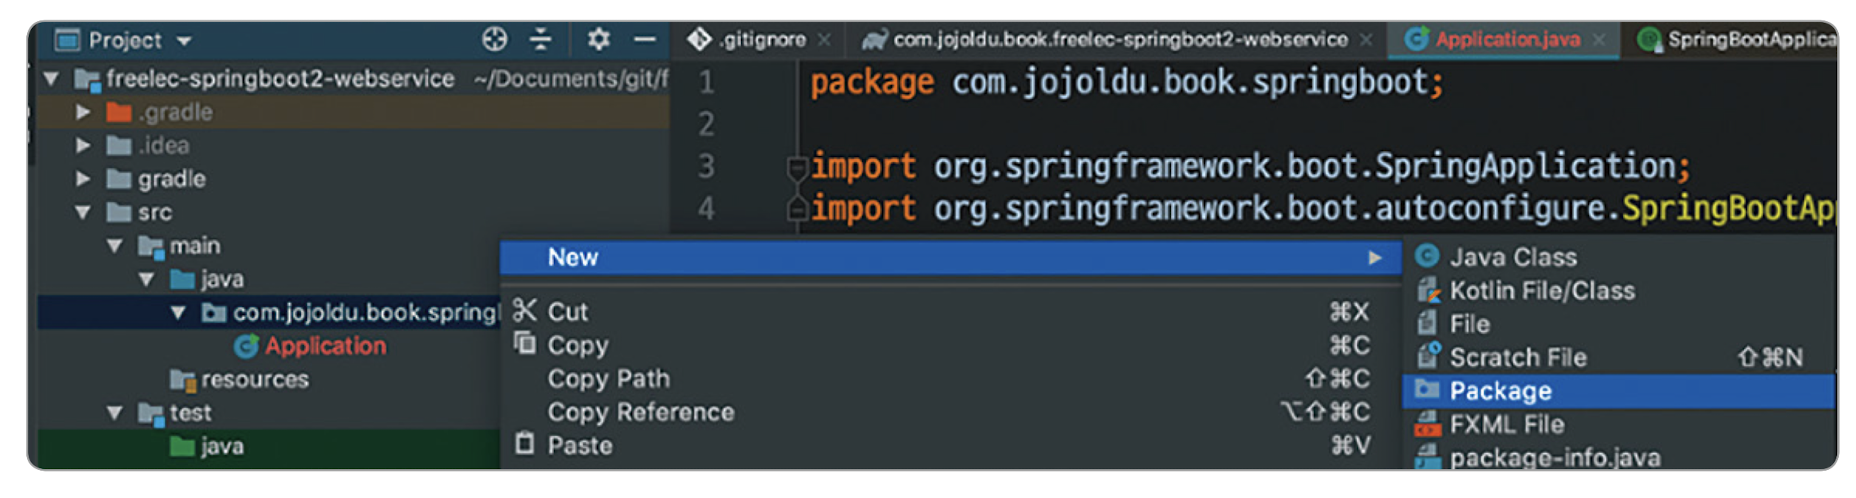 Project
.gitignore
com.jojoldu.book.freelec-springboot2-webservice
Application.java
SpringBootApplica
freelec-springboot2-webservice ~/Documents/git/f
.gradle
.idea
gradle
src
main
java
com.jojoldu.book.spring
Application
resources
test
java
1 package com.jojoldu.book.springboot;
2
3 import org.springframework.boot.SpringApplication;
4 import org.springframework.boot.autoconfigure.SpringBootAp
New
Cut ⌘X
Copy ⌘C
Copy Path ⇧⌘C
Copy Reference ⌥⇧⌘C
Paste ⌘V
Java Class
Kotlin File/Class
File
Scratch File ⇧⌘N
Package
FXML File
package-info.java